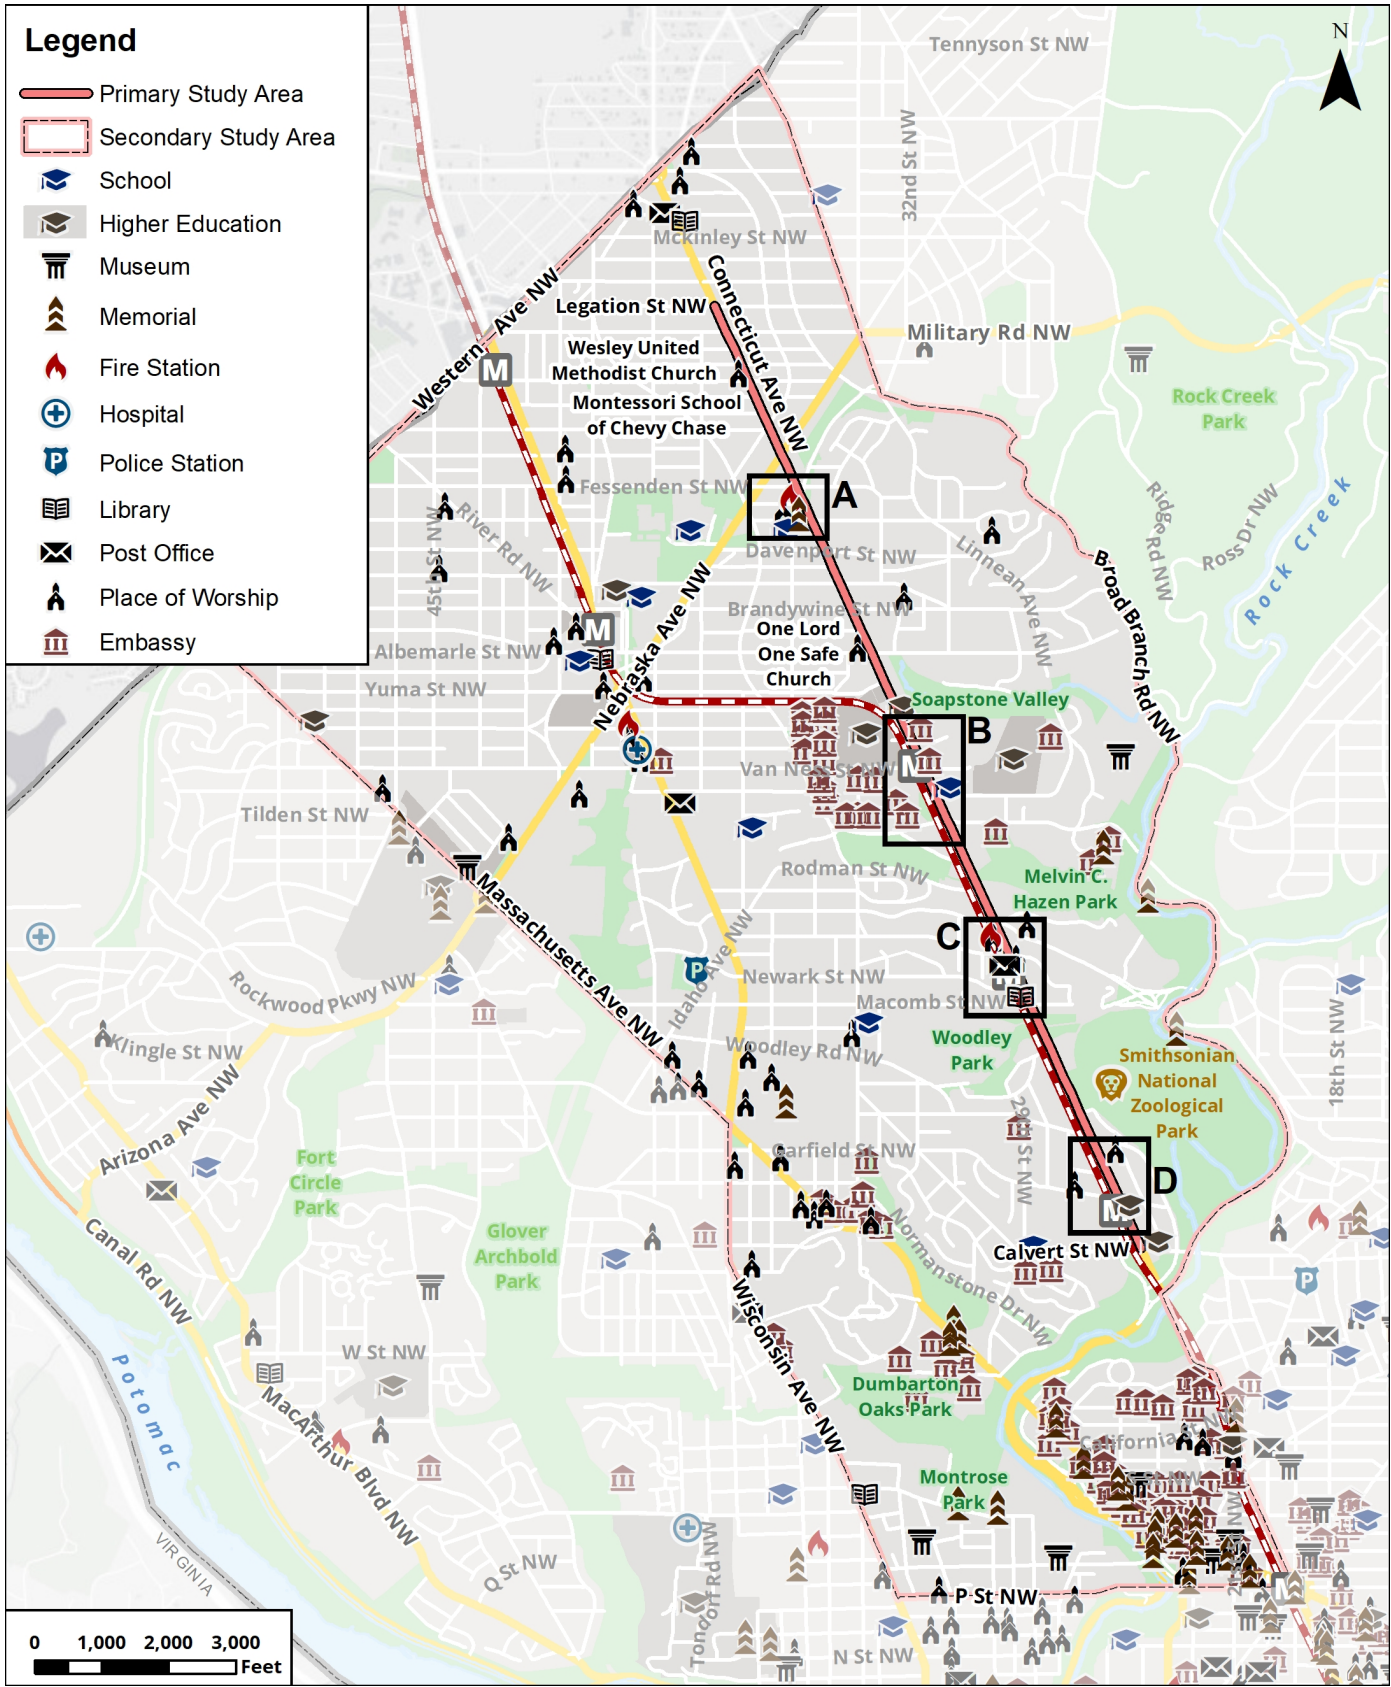 Legend
Primary Study Area
Secondary Study Area
School
Higher Education
Museum
Memorial
Fire Station
Hospital
Police Station
Library
Post Office
Place of Worship
Embassy
N
Tennyson St NW
32nd St NW
Mckinley St NW
Connecticut Ave NW
Legation St NW
Military Rd NW
Western Ave NW
Wesley United
Methodist Church
Montessori School
of Chevy Chase
Rock Creek
Park
M
Fessenden St NW
A
River Rd NW
45th St NW
Ridge Rd NW
Ross Dr NW
Rock Creek
Davenport St NW
Linnean Ave NW
Broad Branch Rd NW
Brandywine St NW
One Lord
One Safe
Church
M
Albemarle St NW
Nebraska Ave NW
Yuma St NW
Soapstone Valley
B
Van Ness St NW
M
Tilden St NW
Rodman St NW
Melvin C.
Hazen Park
Massachusetts Ave NW
C
Idaho Ave NW
P
Newark St NW
Macomb St NW
Rockwood Pkwy NW
Klingle St NW
Woodley Rd NW
Woodley
Park
18th St NW
Smithsonian
National
Zoological
Park
29th St NW
Arizona Ave NW
Garfield St NW
Fort
Circle
Park
D
M
Canal Rd NW
Glover
Archbold
Park
Normanstone Dr NW
Calvert St NW
P
Wisconsin Ave NW
Potomac
W St NW
Dumbarton
Oaks Park
MacArthur Blvd NW
California St NW
S St NW
Montrose
Park
VIRGINIA
Q St NW
Tondorf Rd NW
M
P St NW
N St NW
0 1,000 2,000 3,000
Feet